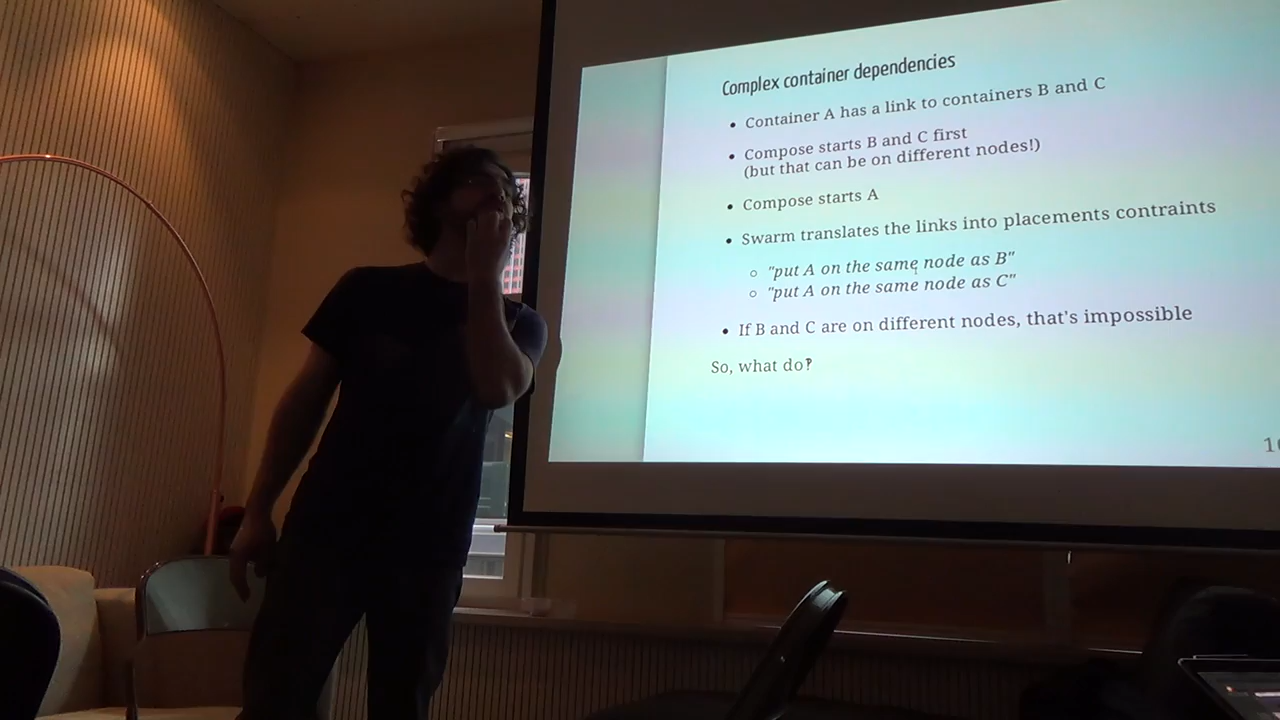 Complex container dependencies
• Container A has a link to containers B and C
• Compose starts B and C first
(but that can be on different nodes!)
• Compose starts A
• Swarm translates the links into placements contraints
○ "put A on the same node as B"
○ "put A on the same node as C"
• If B and C are on different nodes, that's impossible
So, what do‽